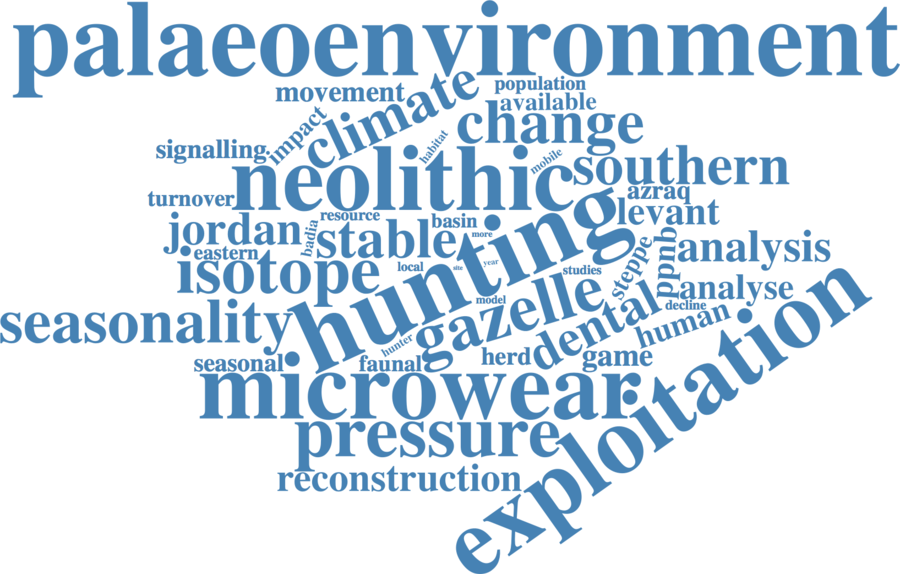 palaeoenvironment
population
movement
climate
available
impact
change
signalling
habitat
mobile
neolithic
southern
turnover
azraq
resource
levant
jordan
badia
stable
basin
more
hunting
eastern
isotope
local
site
year
studies
steppe
ppnb
analysis
analyse
model
decline
seasonality
gazelle
dental
human
hunter
seasonal
faunal
herd
game
microwear
exploitation
pressure
reconstruction